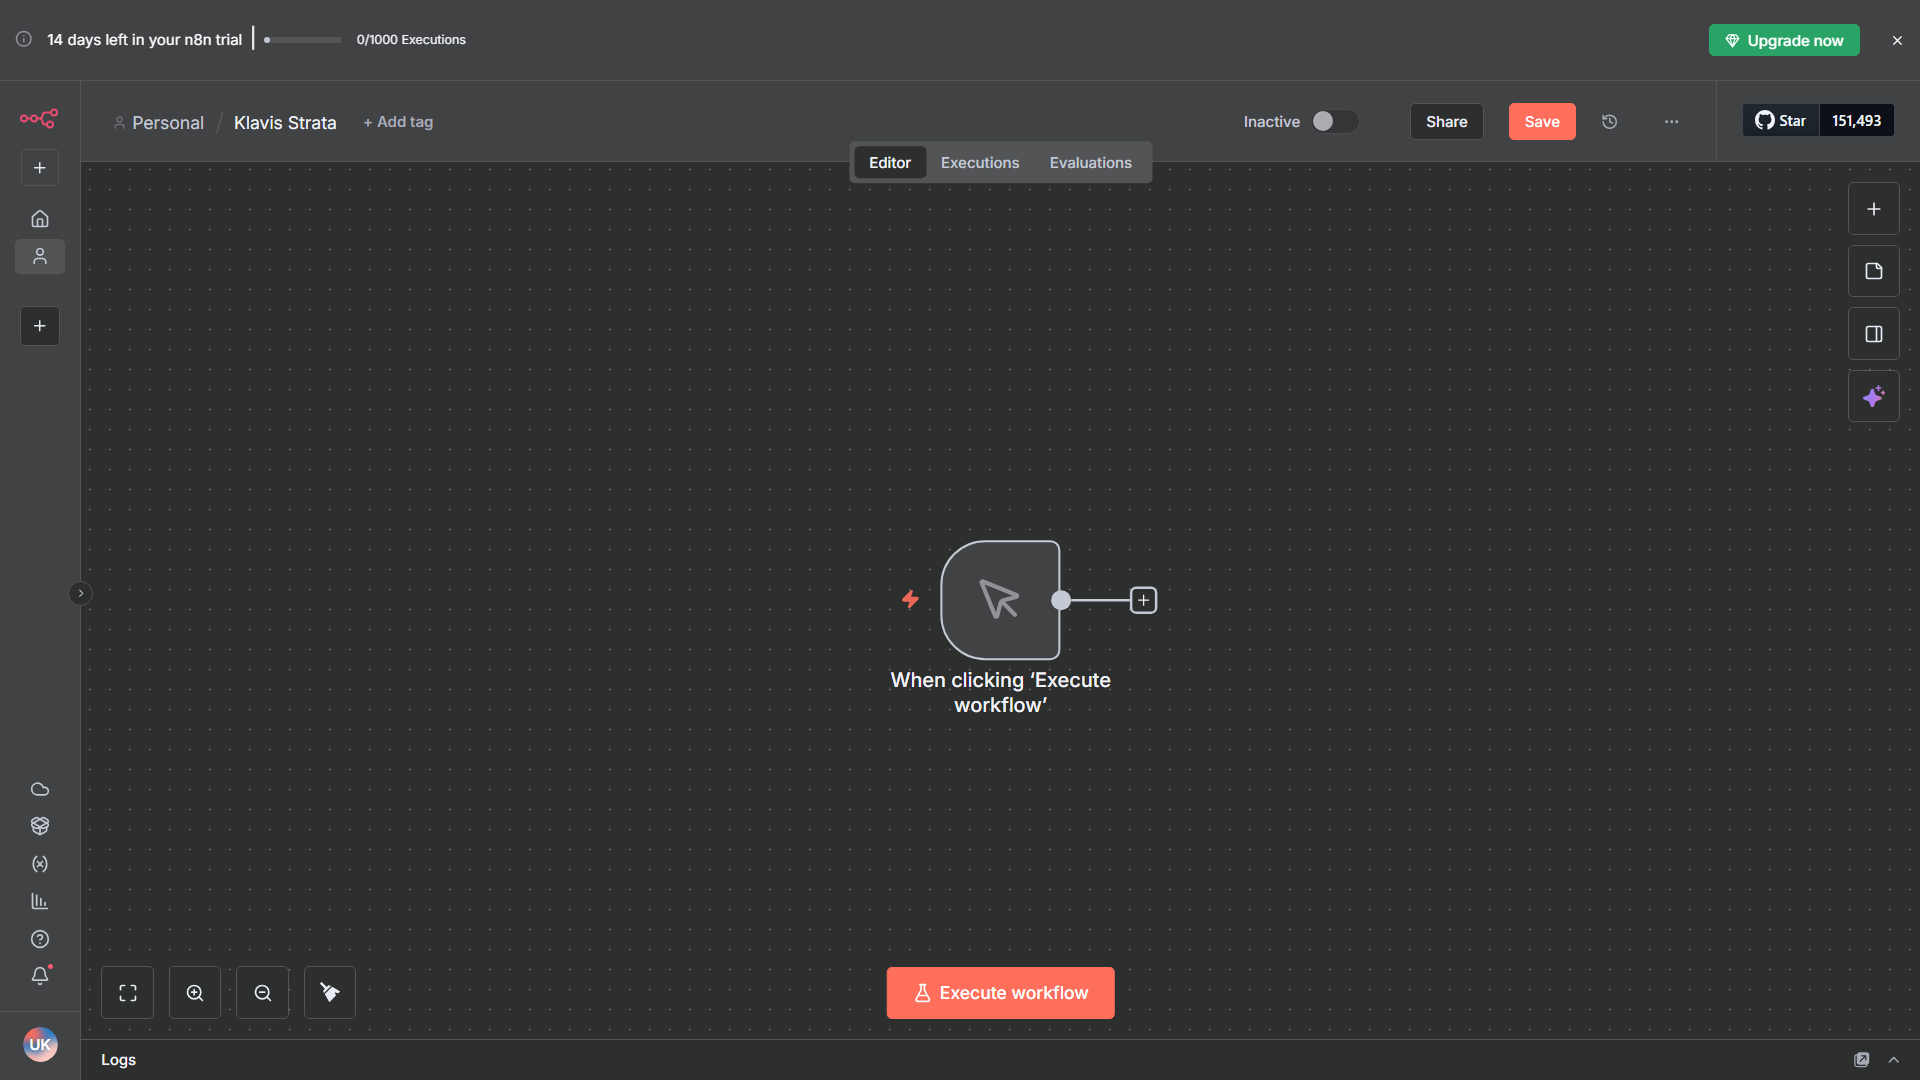 14 days left in your n8n trial
0/1000 Executions
Upgrade now
Personal / Klavis Strata
+ Add tag
Inactive
Share
Save
Star
151,493
Editor
Executions
Evaluations
When clicking ‘Execute
workflow’
Execute workflow
UK
Logs